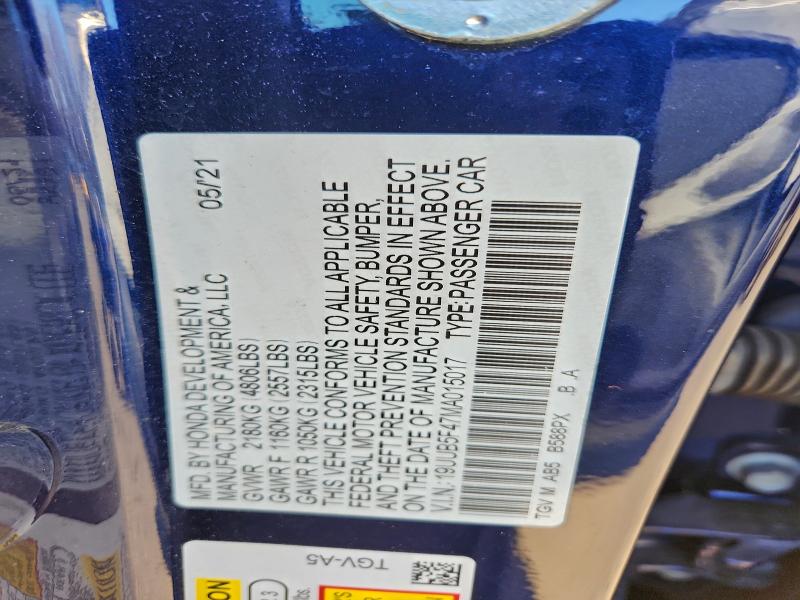 MFD BY HONDA DEVELOPMENT &
MANUFACTURING OF AMERICA, LLC 05/'21
GVWR 2180KG (4806LBS)
GAWR F 1160KG (2557LBS)
GAWR R 1050KG (2315LBS)
THIS VEHICLE CONFORMS TO ALL APPLICABLE
FEDERAL MOTOR VEHICLE SAFETY, BUMPER,
AND THEFT PREVENTION STANDARDS IN EFFECT
ON THE DATE OF MANUFACTURE SHOWN ABOVE.
V.I.N.: 19UUB5F47MA015017 TYPE:PASSENGER CAR
TGV M AB5 B588PX B A
TGV-A5
ION